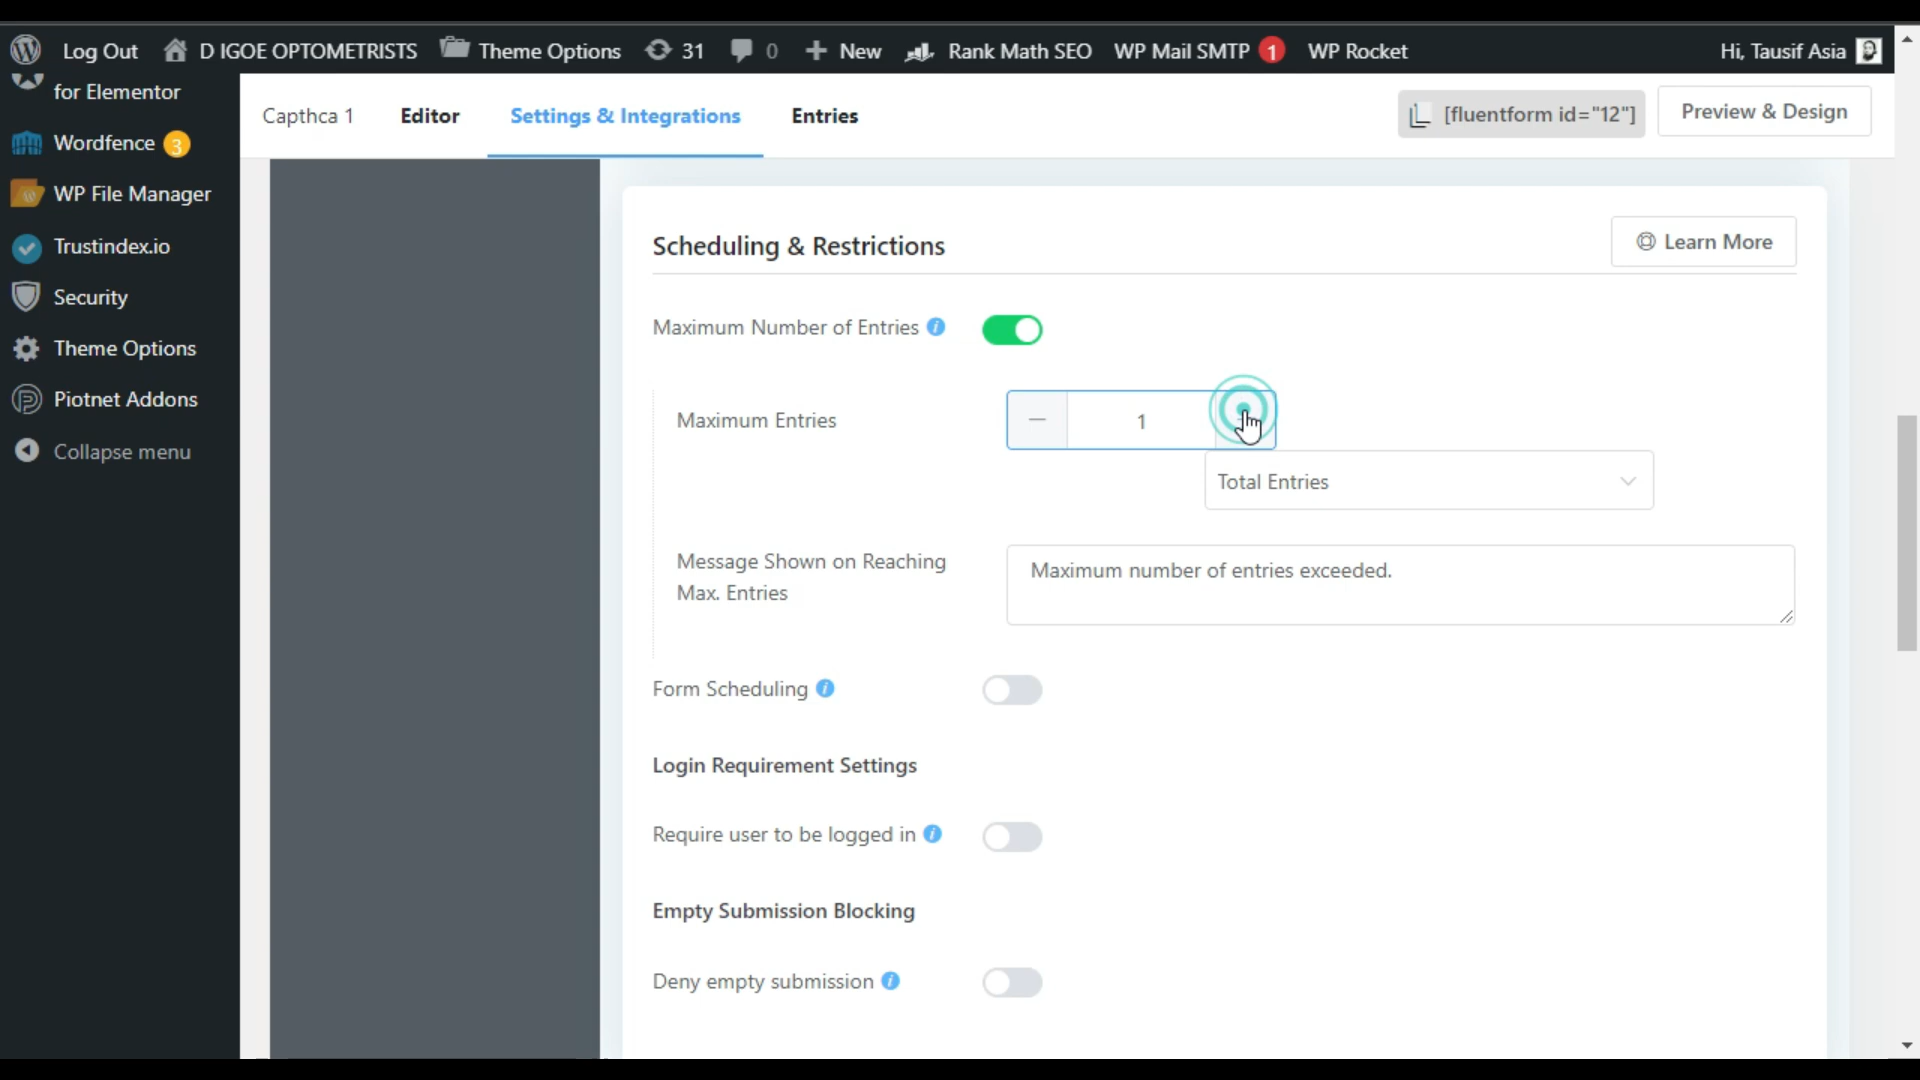 Log Out D IGOE OPTOMETRISTS Theme Options 31 0 New Rank Math SEO WP Mail SMTP 1 WP Rocket Hi, Tausif Asia
for Elementor
Wordfence 3
WP File Manager
Trustindex.io
Security
Theme Options
Piotnet Addons
Collapse menu
Capthca 1 Editor Settings & Integrations Entries [fluentform id="12"] Preview & Design
Scheduling & Restrictions Learn More
Maximum Number of Entries
Maximum Entries 1
Total Entries
Message Shown on Reaching
Max. Entries
Maximum number of entries exceeded.
Form Scheduling
Login Requirement Settings
Require user to be logged in
Empty Submission Blocking
Deny empty submission